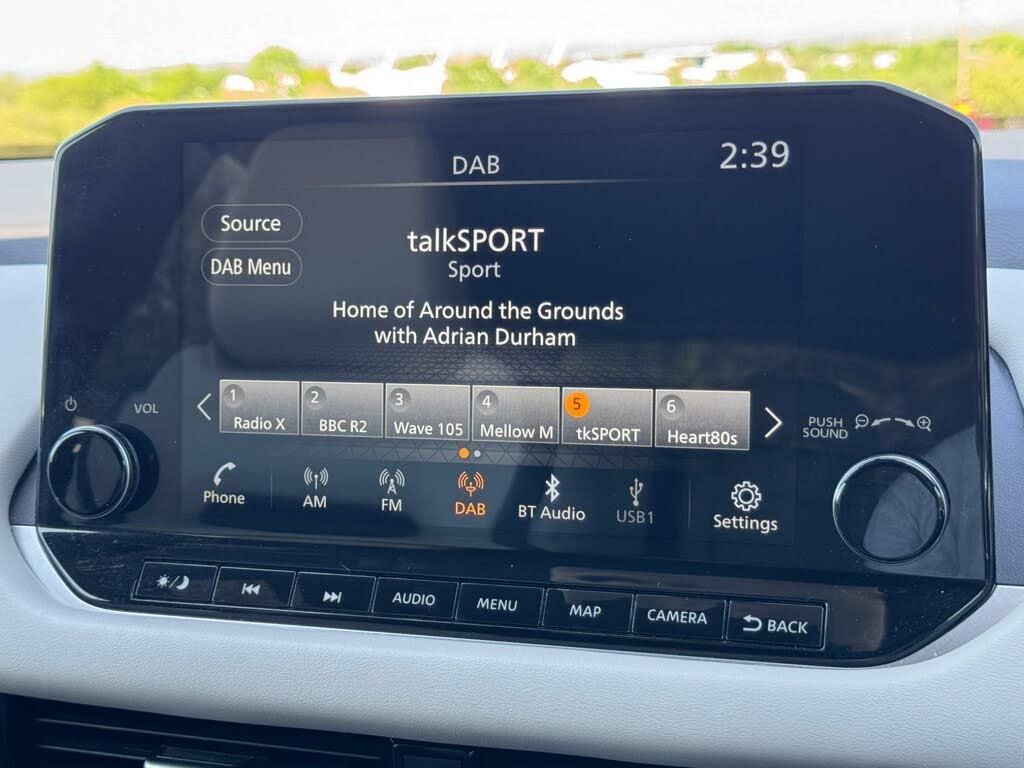 DAB
2:39
Source
talkSPORT
DAB Menu
Sport
Home of Around the Grounds
with Adrian Durham
1
Radio X
2
BBC R2
3
Wave 105
4
Mellow M
5
tkSPORT
6
Heart80s
VOL
PUSH
SOUND
Phone
AM
FM
DAB
BT Audio
USB1
Settings
AUDIO
MENU
MAP
CAMERA
BACK